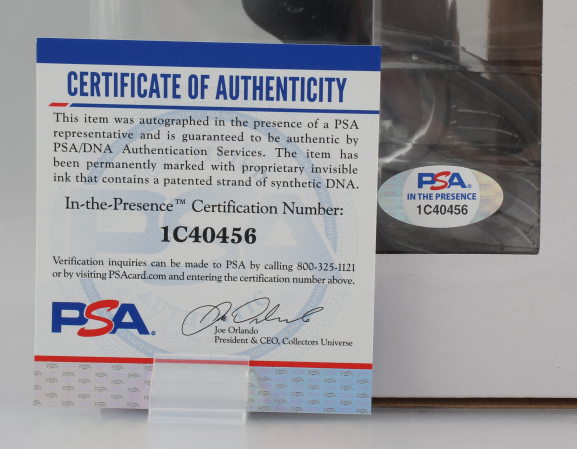 CERTIFICATE OF AUTHENTICITY
This item was autographed in the presence of a PSA
representative and is guaranteed to be authentic by
PSA/DNA Authentication Services. The item has
been permanently marked with proprietary invisible
ink that contains a patented strand of synthetic DNA.
In-the-Presence™ Certification Number:
1C40456
Verification inquiries can be made to PSA by calling 800-325-1121
or by visiting PSAcard.com and entering the certification number above.
PSA.
Joe Orlando
President & CEO, Collectors Universe
PSA.
IN THE PRESENCE
1C40456